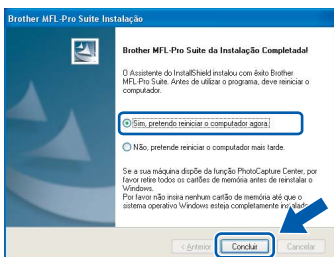 Brother MFL-Pro Suite Instalação
Brother MFL-Pro Suite da Instalação Completada!
O Assistente do InstallShield instalou com êxito Brother
MFL-Pro Suite. Antes de utilizar o programa, deve reiniciar o
computador.
Sim, pretendo reiniciar o computador agora.
Não, pretende reiniciar o computador mais tarde.
Se a sua máquina dispõe da função PhotoCapture Center, por
favor retire todos os cartões de memória antes de reinstalar o
Windows.
Por favor não insira nenhum cartão de memória até que o
sistema operativo Windows esteja completamente instalado.
< Anterior
Concluir
Cancelar